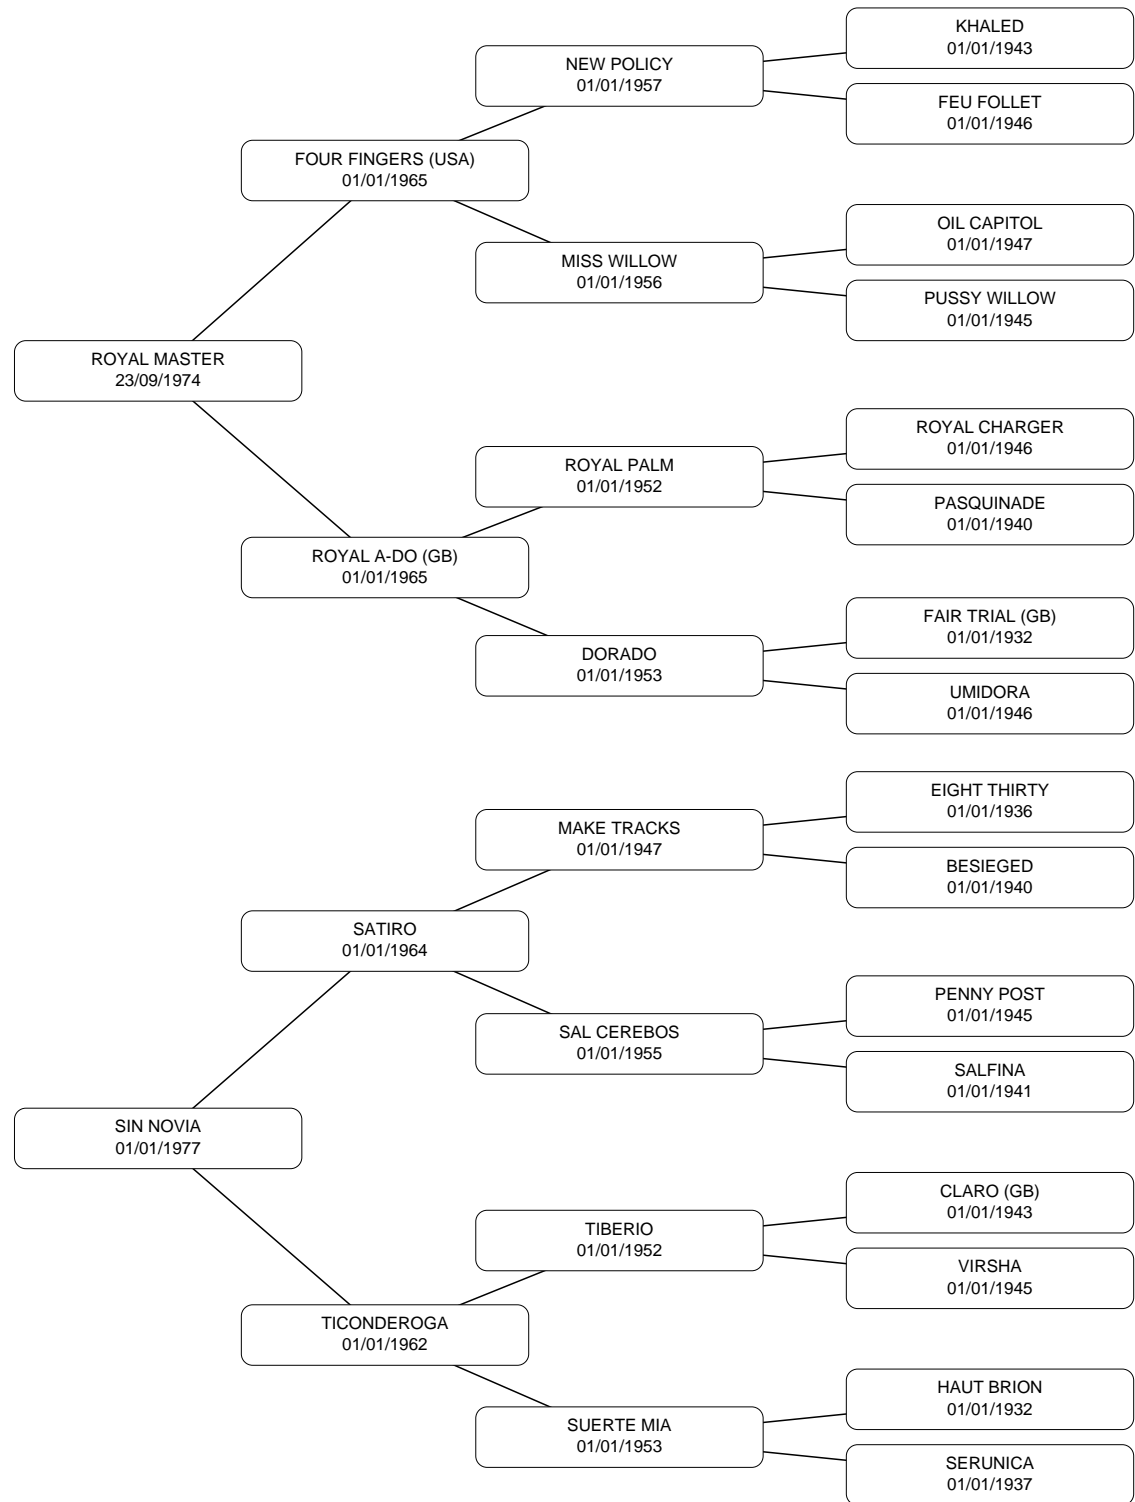 KHALED
01/01/1943
NEW POLICY
01/01/1957
FEU FOLLET
01/01/1946
FOUR FINGERS (USA)
01/01/1965
OIL CAPITOL
01/01/1947
MISS WILLOW
01/01/1956
PUSSY WILLOW
01/01/1945
ROYAL MASTER
23/09/1974
ROYAL CHARGER
01/01/1946
ROYAL PALM
01/01/1952
PASQUINADE
01/01/1940
ROYAL A-DO (GB)
01/01/1965
FAIR TRIAL (GB)
01/01/1932
DORADO
01/01/1953
UMIDORA
01/01/1946
EIGHT THIRTY
01/01/1936
MAKE TRACKS
01/01/1947
BESIEGED
01/01/1940
SATIRO
01/01/1964
PENNY POST
01/01/1945
SAL CEREBOS
01/01/1955
SALFINA
01/01/1941
SIN NOVIA
01/01/1977
CLARO (GB)
01/01/1943
TIBERIO
01/01/1952
VIRSHA
01/01/1945
TICONDEROGA
01/01/1962
HAUT BRION
01/01/1932
SUERTE MIA
01/01/1953
SERUNICA
01/01/1937